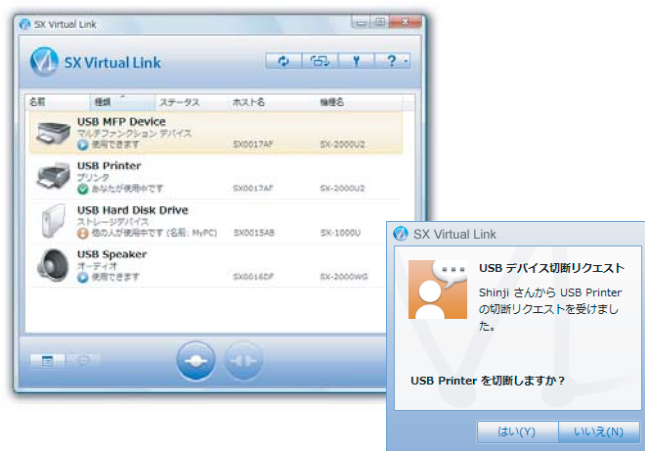 SX Virtual Link
SX Virtual Link
?
名前 種類 ステータス ホスト名 機種名
USB MFP Device
マルチファンクション デバイス
使用できます SX0017AF SX-2000U2
USB Printer
プリンタ
あなたが使用中です SX0017AF SX-2000U2
USB Hard Disk Drive
ストレージデバイス
他の人が使用中です (名前: MyPC) SX0015AB SX-1000U
USB Speaker
オーディオ
使用できます SX0016DF SX-2000WG
SX Virtual Link
USB デバイス切断リクエスト
Shinji さんから USB Printer
の切断リクエストを受けまし
た。
USB Printer を切断しますか？
はい(Y) いいえ(N)